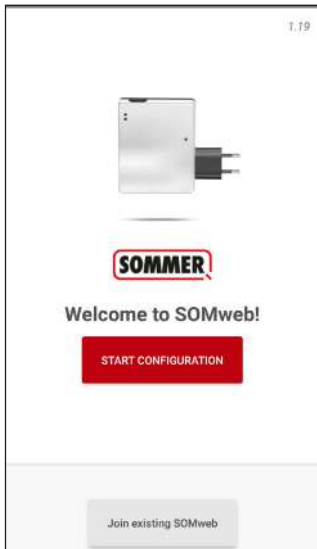 1.19
SOMMER
Welcome to SOMweb!
START CONFIGURATION
Join existing SOMweb